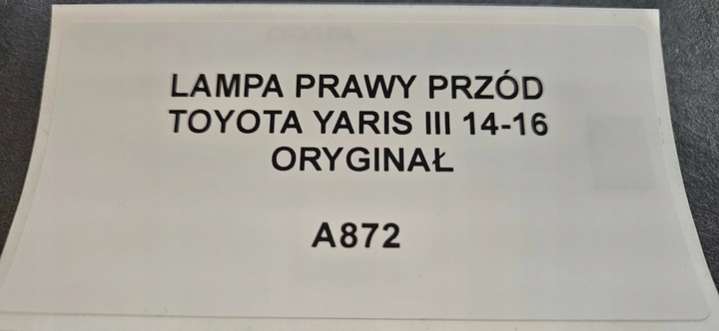 LAMPA PRAWY PRZÓD
TOYOTA YARIS III 14-16
ORYGINAŁ
A872